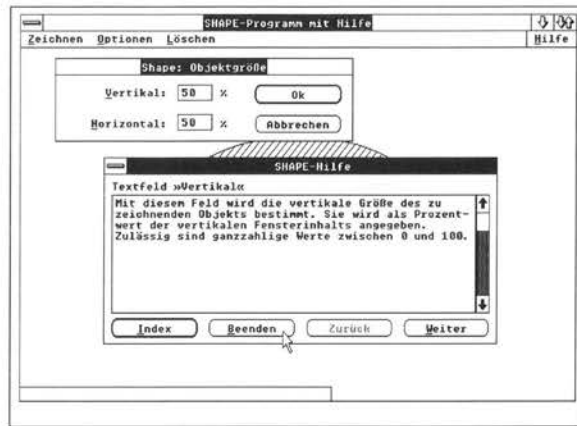 SHAPE-Programm mit Hilfe
Zeichnen Optionen Löschen Hilfe
Shape: Objektgröße
Vertikal: 50 % Ok
Horizontal: 50 % Abbrechen
SHAPE-Hilfe
Textfeld »Vertikal«
Mit diesem Feld wird die vertikale Größe des zu
zeichnenden Objekts bestimmt. Sie wird als Prozent-
wert der vertikalen Fensterinhalts angegeben.
Zulässig sind ganzzahlige Werte zwischen 0 und 100.
Index Beenden Zurück Weiter